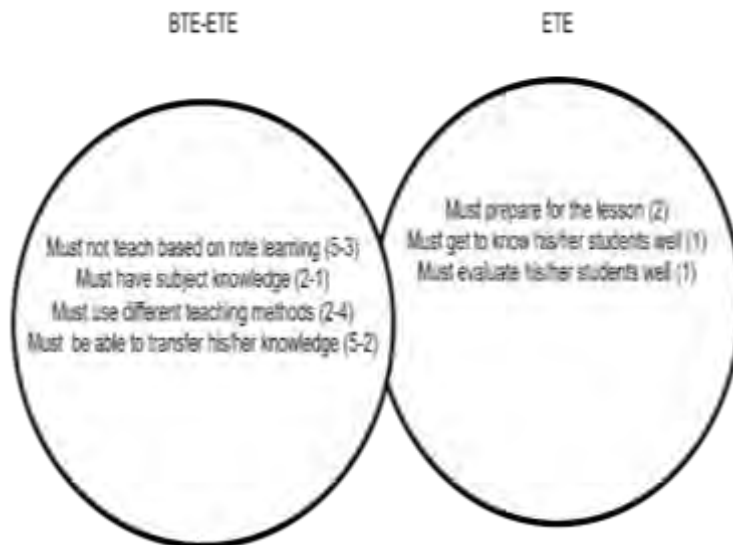 BTE-ETE
ETE
Must not teach based on rote learning (5-3)
Must have subject knowledge (2-1)
Must use different teaching methods (2-4)
Must be able to transfer his/her knowledge (5-2)
Must prepare for the lesson (2)
Must get to know his/her students well (1)
Must evaluate his/her students well (1)